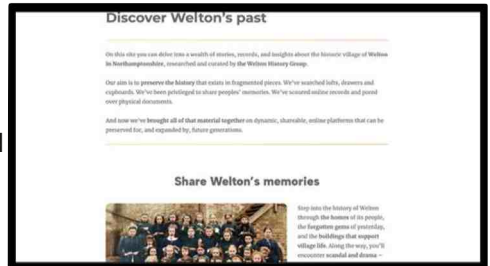 Discover Welton's past
On this site you can delve into a wealth of stories, records, and insights about the historic village of Welton
in Northamptonshire, researched and curated by the Welton History Group.
Our aim is to preserve the history that exists in fragmented pieces. We've searched lofts, drawers and
cupboards. We've been privileged to share peoples' memories. We've scoured online records and pored
over physical documents.
And now we've brought all of that material together on dynamic, shareable, online platforms that can be
preserved for, and expanded by, future generations.
Share Welton's memories
Step into the history of Welton
through the homes of its people,
the forgotten gems of yesterday,
and the buildings that support
village life. Along the way, you'll
encounter scandal and drama –